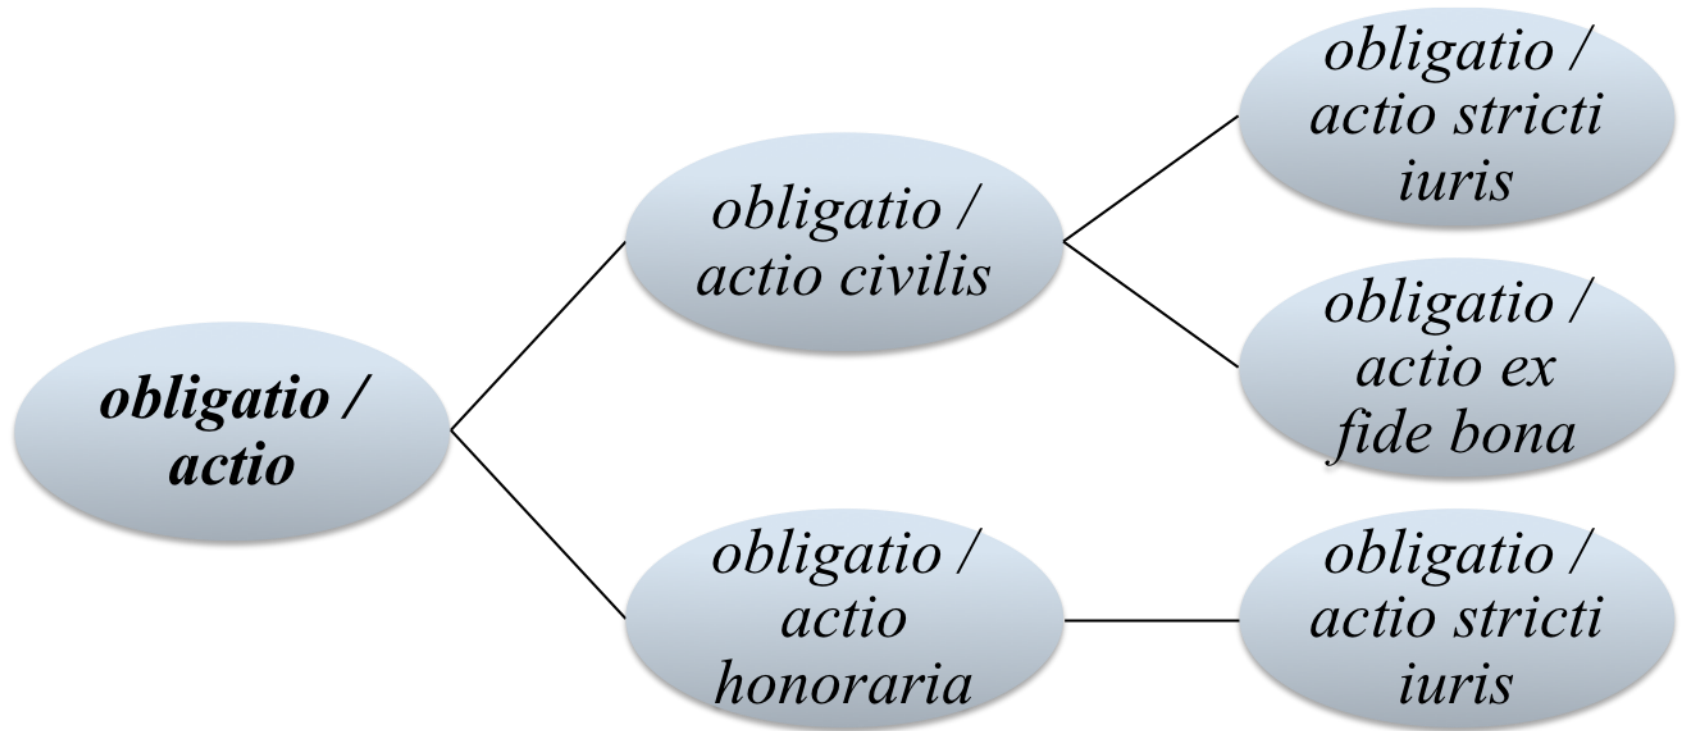 obligatio /
actio
obligatio /
actio civilis
obligatio /
actio stricti
iuris
obligatio /
actio ex
fide bona
obligatio /
actio
honoraria
obligatio /
actio stricti
iuris